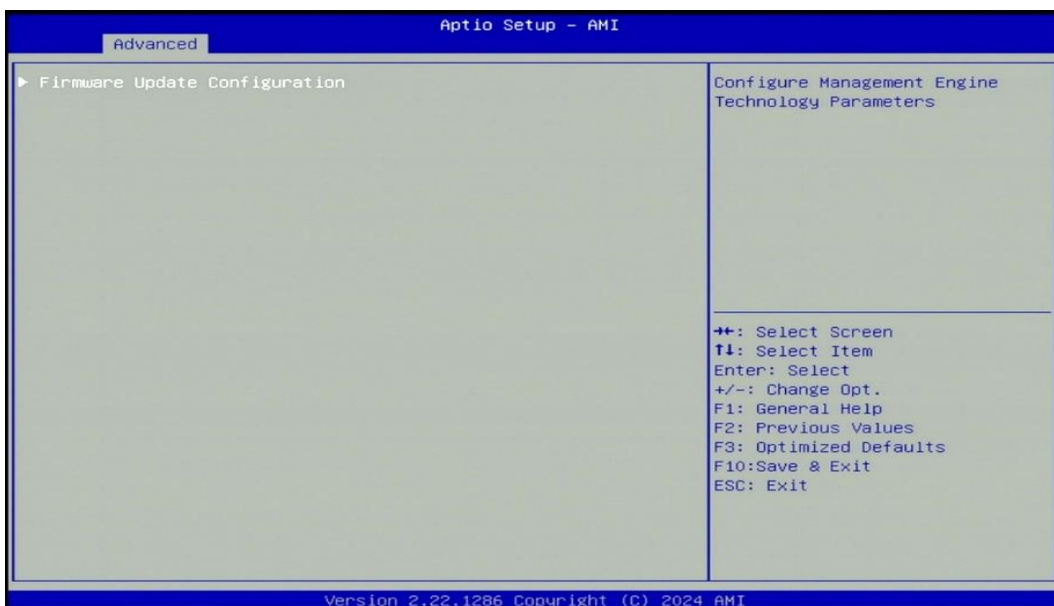 Aptio Setup – AMI
Advanced
▶ Firmware Update Configuration
Configure Management Engine
Technology Parameters
→←: Select Screen
↑↓: Select Item
Enter: Select
+/-: Change Opt.
F1: General Help
F2: Previous Values
F3: Optimized Defaults
F10:Save & Exit
ESC: Exit
Version 2.22.1286 Copyright (C) 2024 AMI